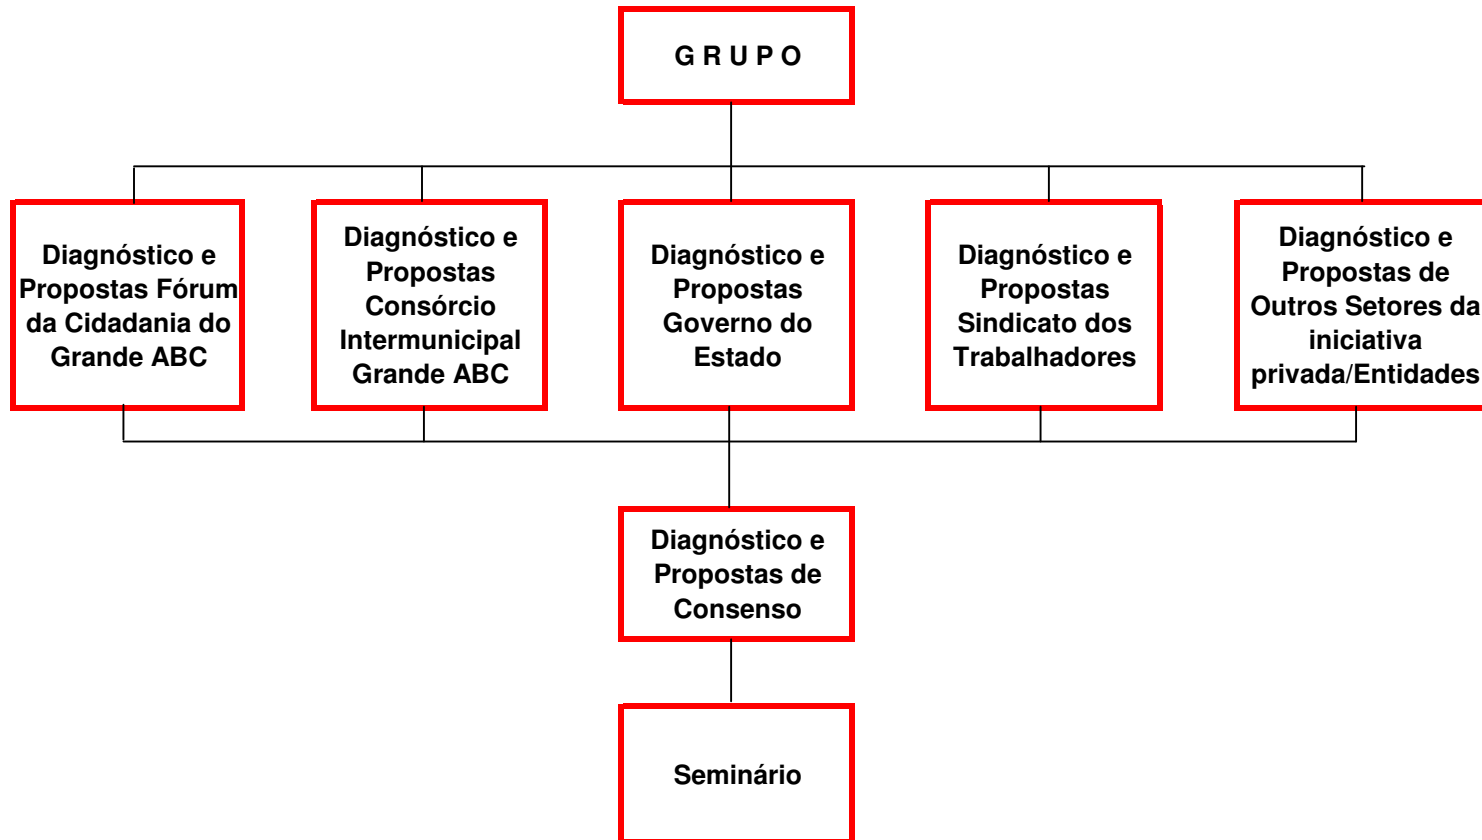 G R U P O
Diagnóstico e
Propostas Fórum
da Cidadania do
Grande ABC
Diagnóstico e
Propostas
Consórcio
Intermunicipal
Grande ABC
Diagnóstico e
Propostas
Governo do
Estado
Diagnóstico e
Propostas
Sindicato dos
Trabalhadores
Diagnóstico e
Propostas de
Outros Setores da
iniciativa
privada/Entidades
Diagnóstico e
Propostas de
Consenso
Seminário